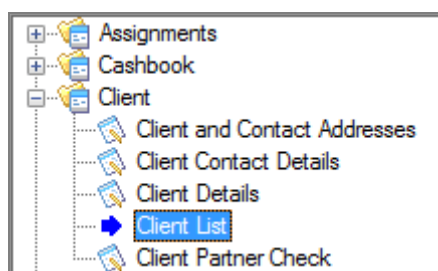 Assignments
Cashbook
Client
Client and Contact Addresses
Client Contact Details
Client Details
Client List
Client Partner Check